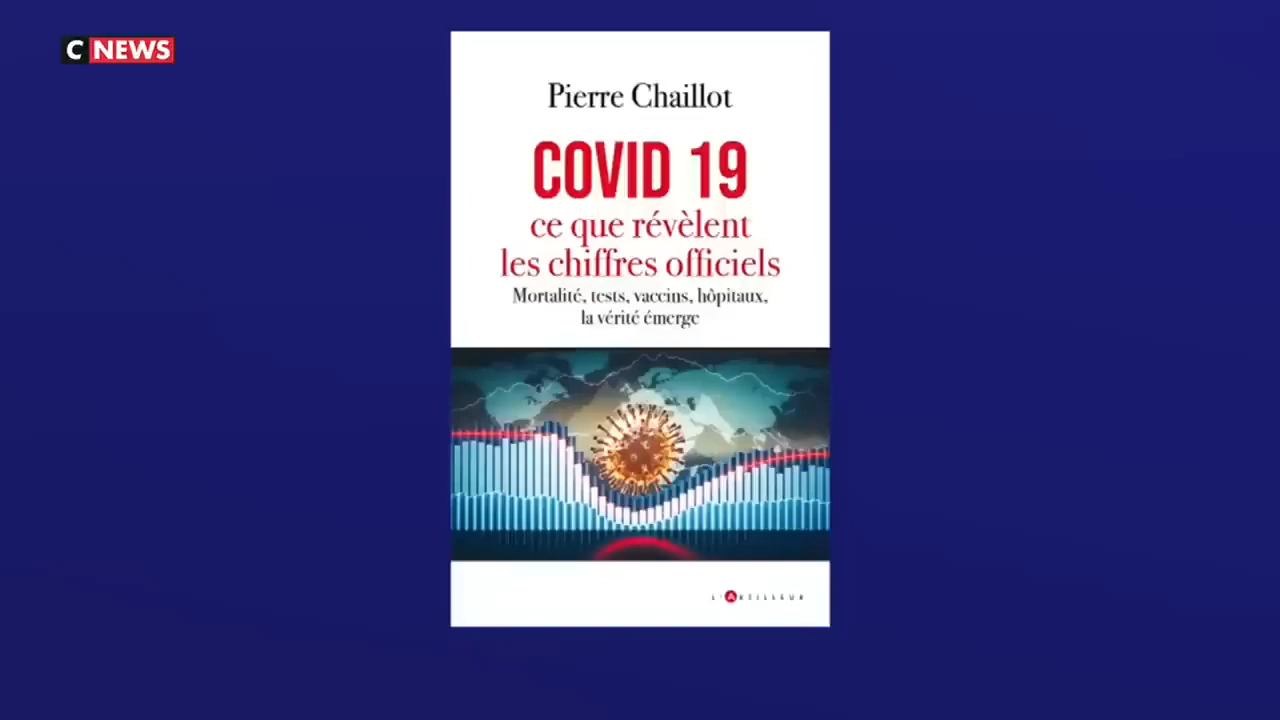 CNEWS
Pierre Chaillot
COVID 19
ce que révèlent
les chiffres officiels
Mortalité, tests, vaccins, hôpitaux,
la vérité émerge
L'ARTILLEUR